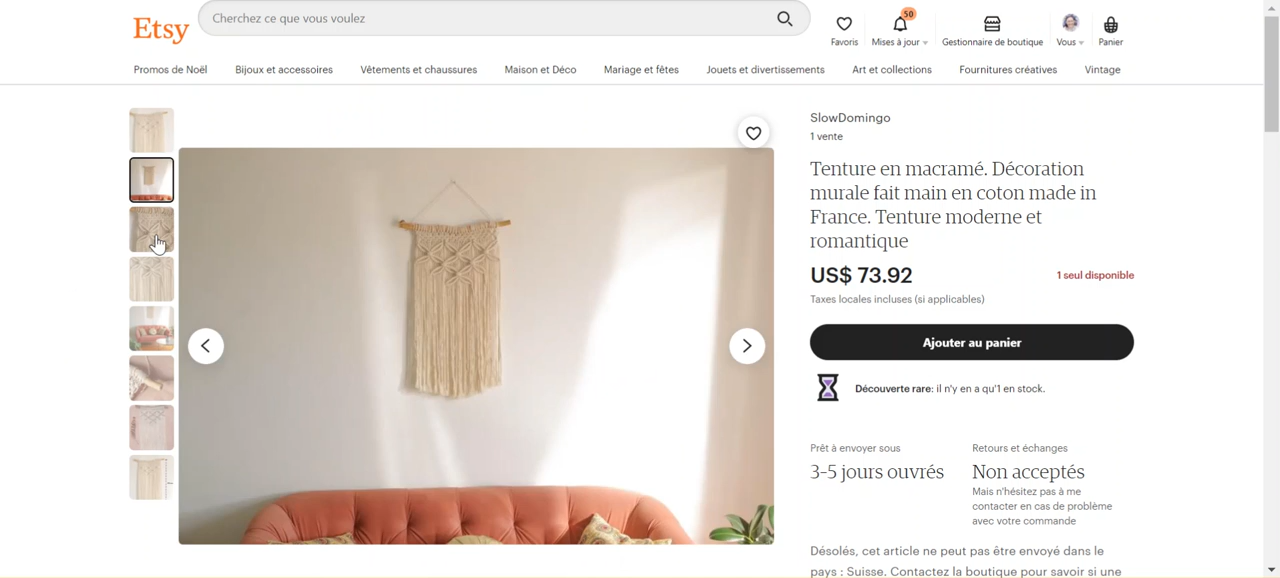 Etsy
Cherchez ce que vous voulez
50
Favoris
Mises à jour
Gestionnaire de boutique
Vous
Panier
Promos de Noël
Bijoux et accessoires
Vêtements et chaussures
Maison et Déco
Mariage et fêtes
Jouets et divertissements
Art et collections
Fournitures créatives
Vintage
SlowDomingo
1 vente
Tenture en macramé. Décoration
murale fait main en coton made in
France. Tenture moderne et
romantique
US$ 73.92
1 seul disponible
Taxes locales incluses (si applicables)
Ajouter au panier
Découverte rare: il n'y en a qu'1 en stock.
Prêt à envoyer sous
3-5 jours ouvrés
Retours et échanges
Non acceptés
Mais n'hésitez pas à me
contacter en cas de problème
avec votre commande
Désolés, cet article ne peut pas être envoyé dans le
pays : Suisse. Contactez la boutique pour savoir si une